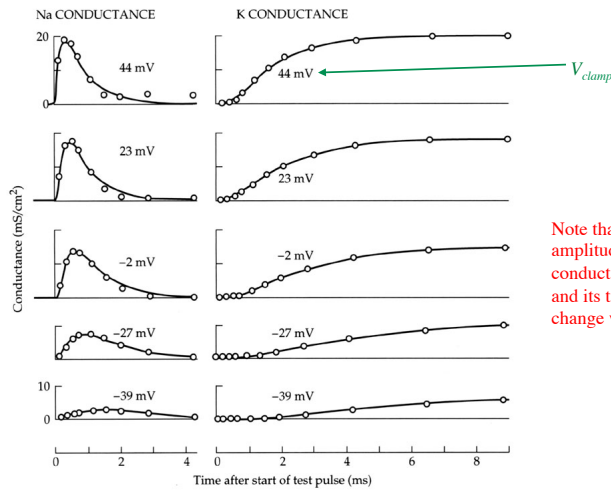 Na CONDUCTANCE
K CONDUCTANCE
20
0
44 mV
44 mV
V_clamp
23 mV
23 mV
Conductance (mS/cm²)
−2 mV
−2 mV
Note tha
amplitud
conduct
and its t
change
−27 mV
−27 mV
10
0
−39 mV
−39 mV
0 2 4
0 2 4 6 8
Time after start of test pulse (ms)